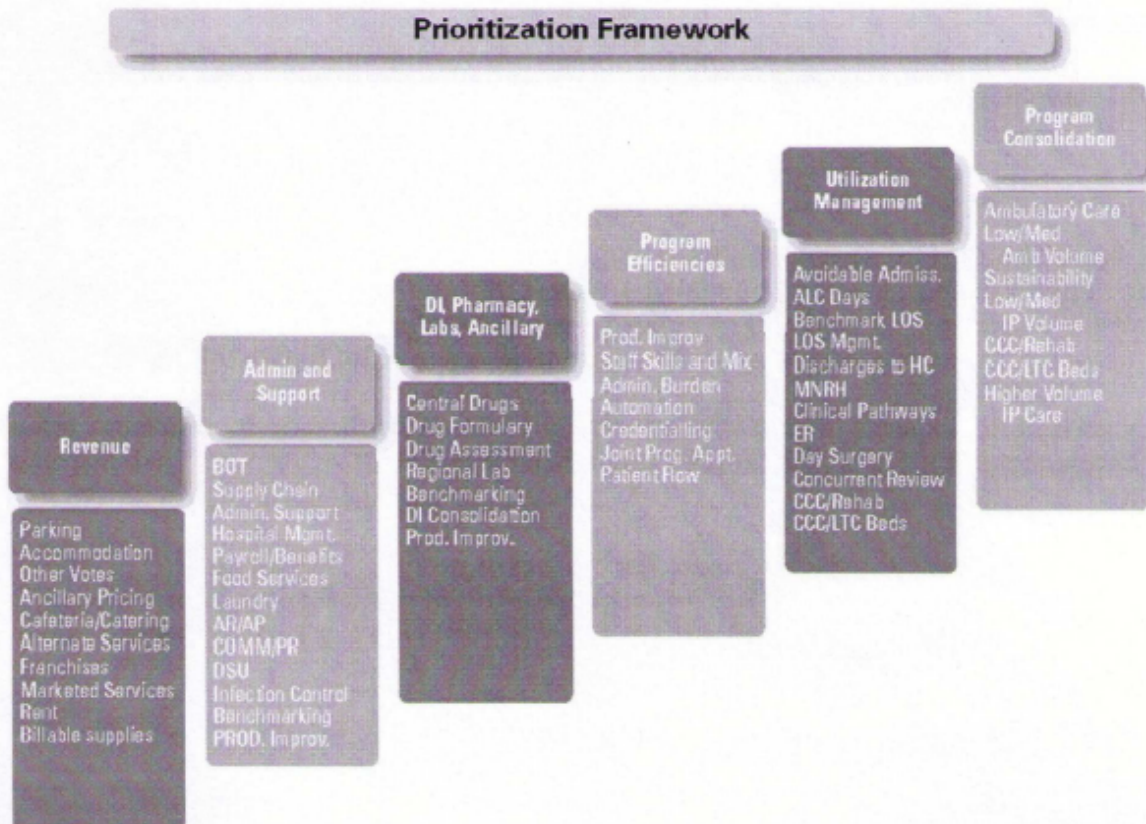 Prioritization Framework
Revenue
Parking
Accommodation
Other Votes
Ancillary Pricing
Cafeteria/Catering
Alternate Services
Franchises
Marketed Services
Rent
Billable supplies
Admin and
Support
BOT
Supply Chain
Admin. Support
Hospital Mgmt.
Payroll/Benefits
Food Services
Laundry
AR/AP
COMM/PR
DSU
Infection Control
Benchmarking
PROD. Improv.
DI, Pharmacy,
Labs, Ancillary
Central Drugs
Drug Formulary
Drug Assessment
Regional Lab
Benchmarking
DI Consolidation
Prod. Improv.
Program
Efficiencies
Prod. Improv
Staff Skills and Mix
Admin. Burden
Automation
Credentialling
Joint Prog. Appt.
Patient Flow
Utilization
Management
Avoidable Admiss.
ALC Days
Benchmark LOS
LOS Mgmt.
Discharges to HC
MNRH
Clinical Pathways
ER
Day Surgery
Concurrent Review
CCC/Rehab
CCC/LTC Beds
Program
Consolidation
Ambulatory Care
Low/Med
Amb Volume
Sustainability
Low/Med
IP Volume
CCC/Rehab
CCC/LTC Beds
Higher Volume
IP Care